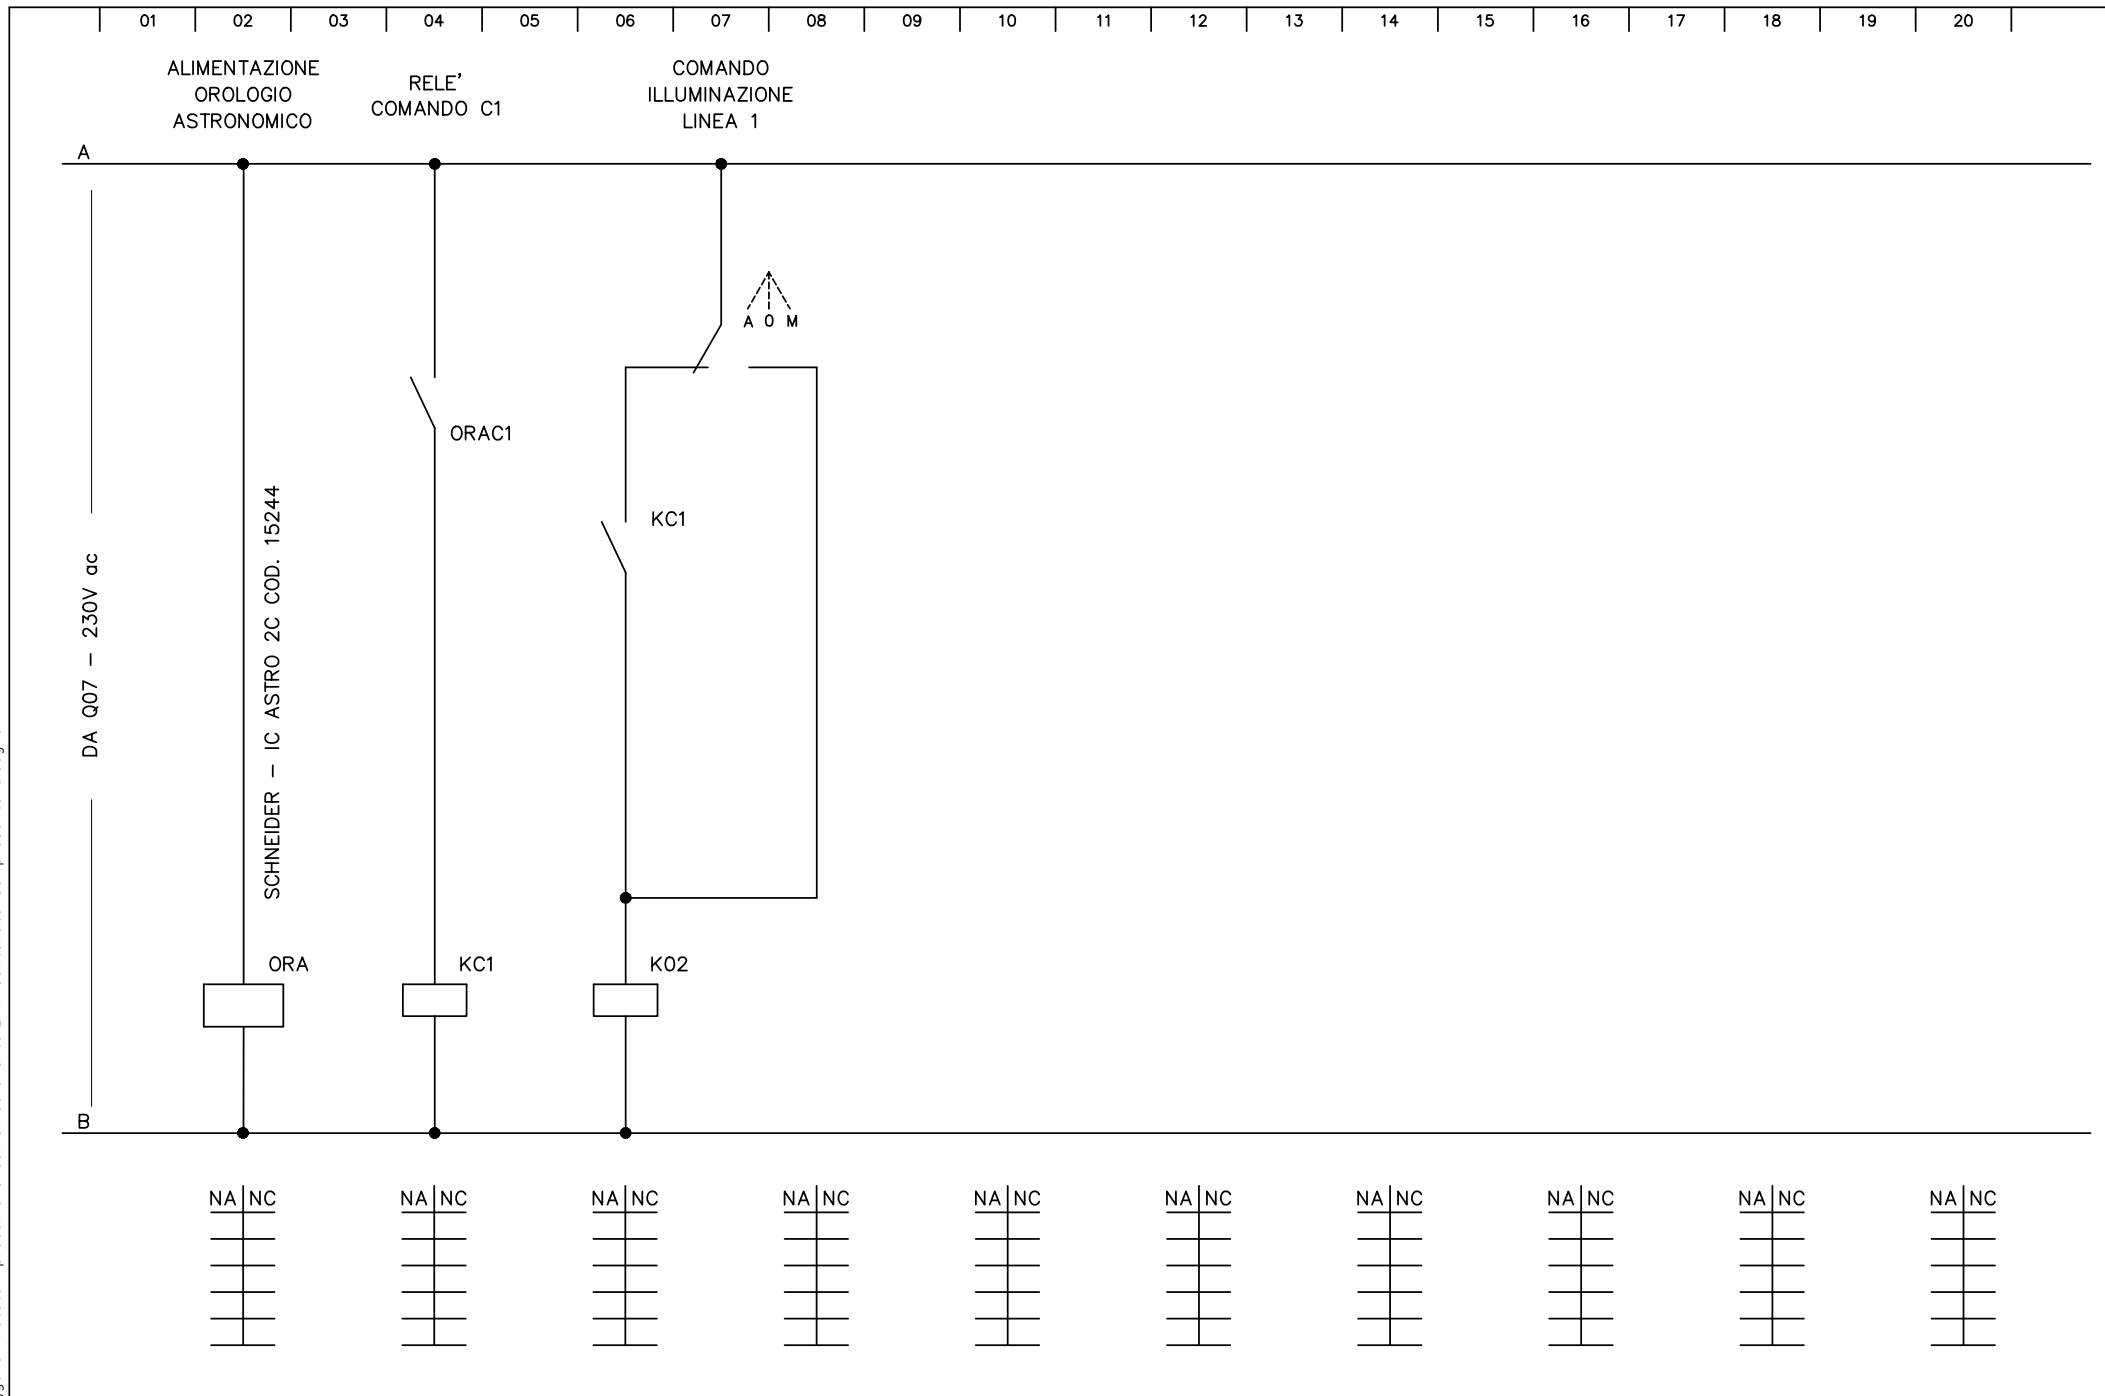 01 02 03 04 05 06 07 08 09 10 11 12 13 14 15 16 17 18 19 20
ALIMENTAZIONE
OROLOGIO
ASTRONOMICO
RELE'
COMANDO C1
COMANDO
ILLUMINAZIONE
LINEA 1
A
A 0 M
ORAC1
KC1
DA Q07 - 230V ac
SCHNEIDER - IC ASTRO 2C COD. 15244
ORA
KC1
K02
B
NA NC NA NC NA NC NA NC NA NC NA NC NA NC NA NC NA NC NA NC